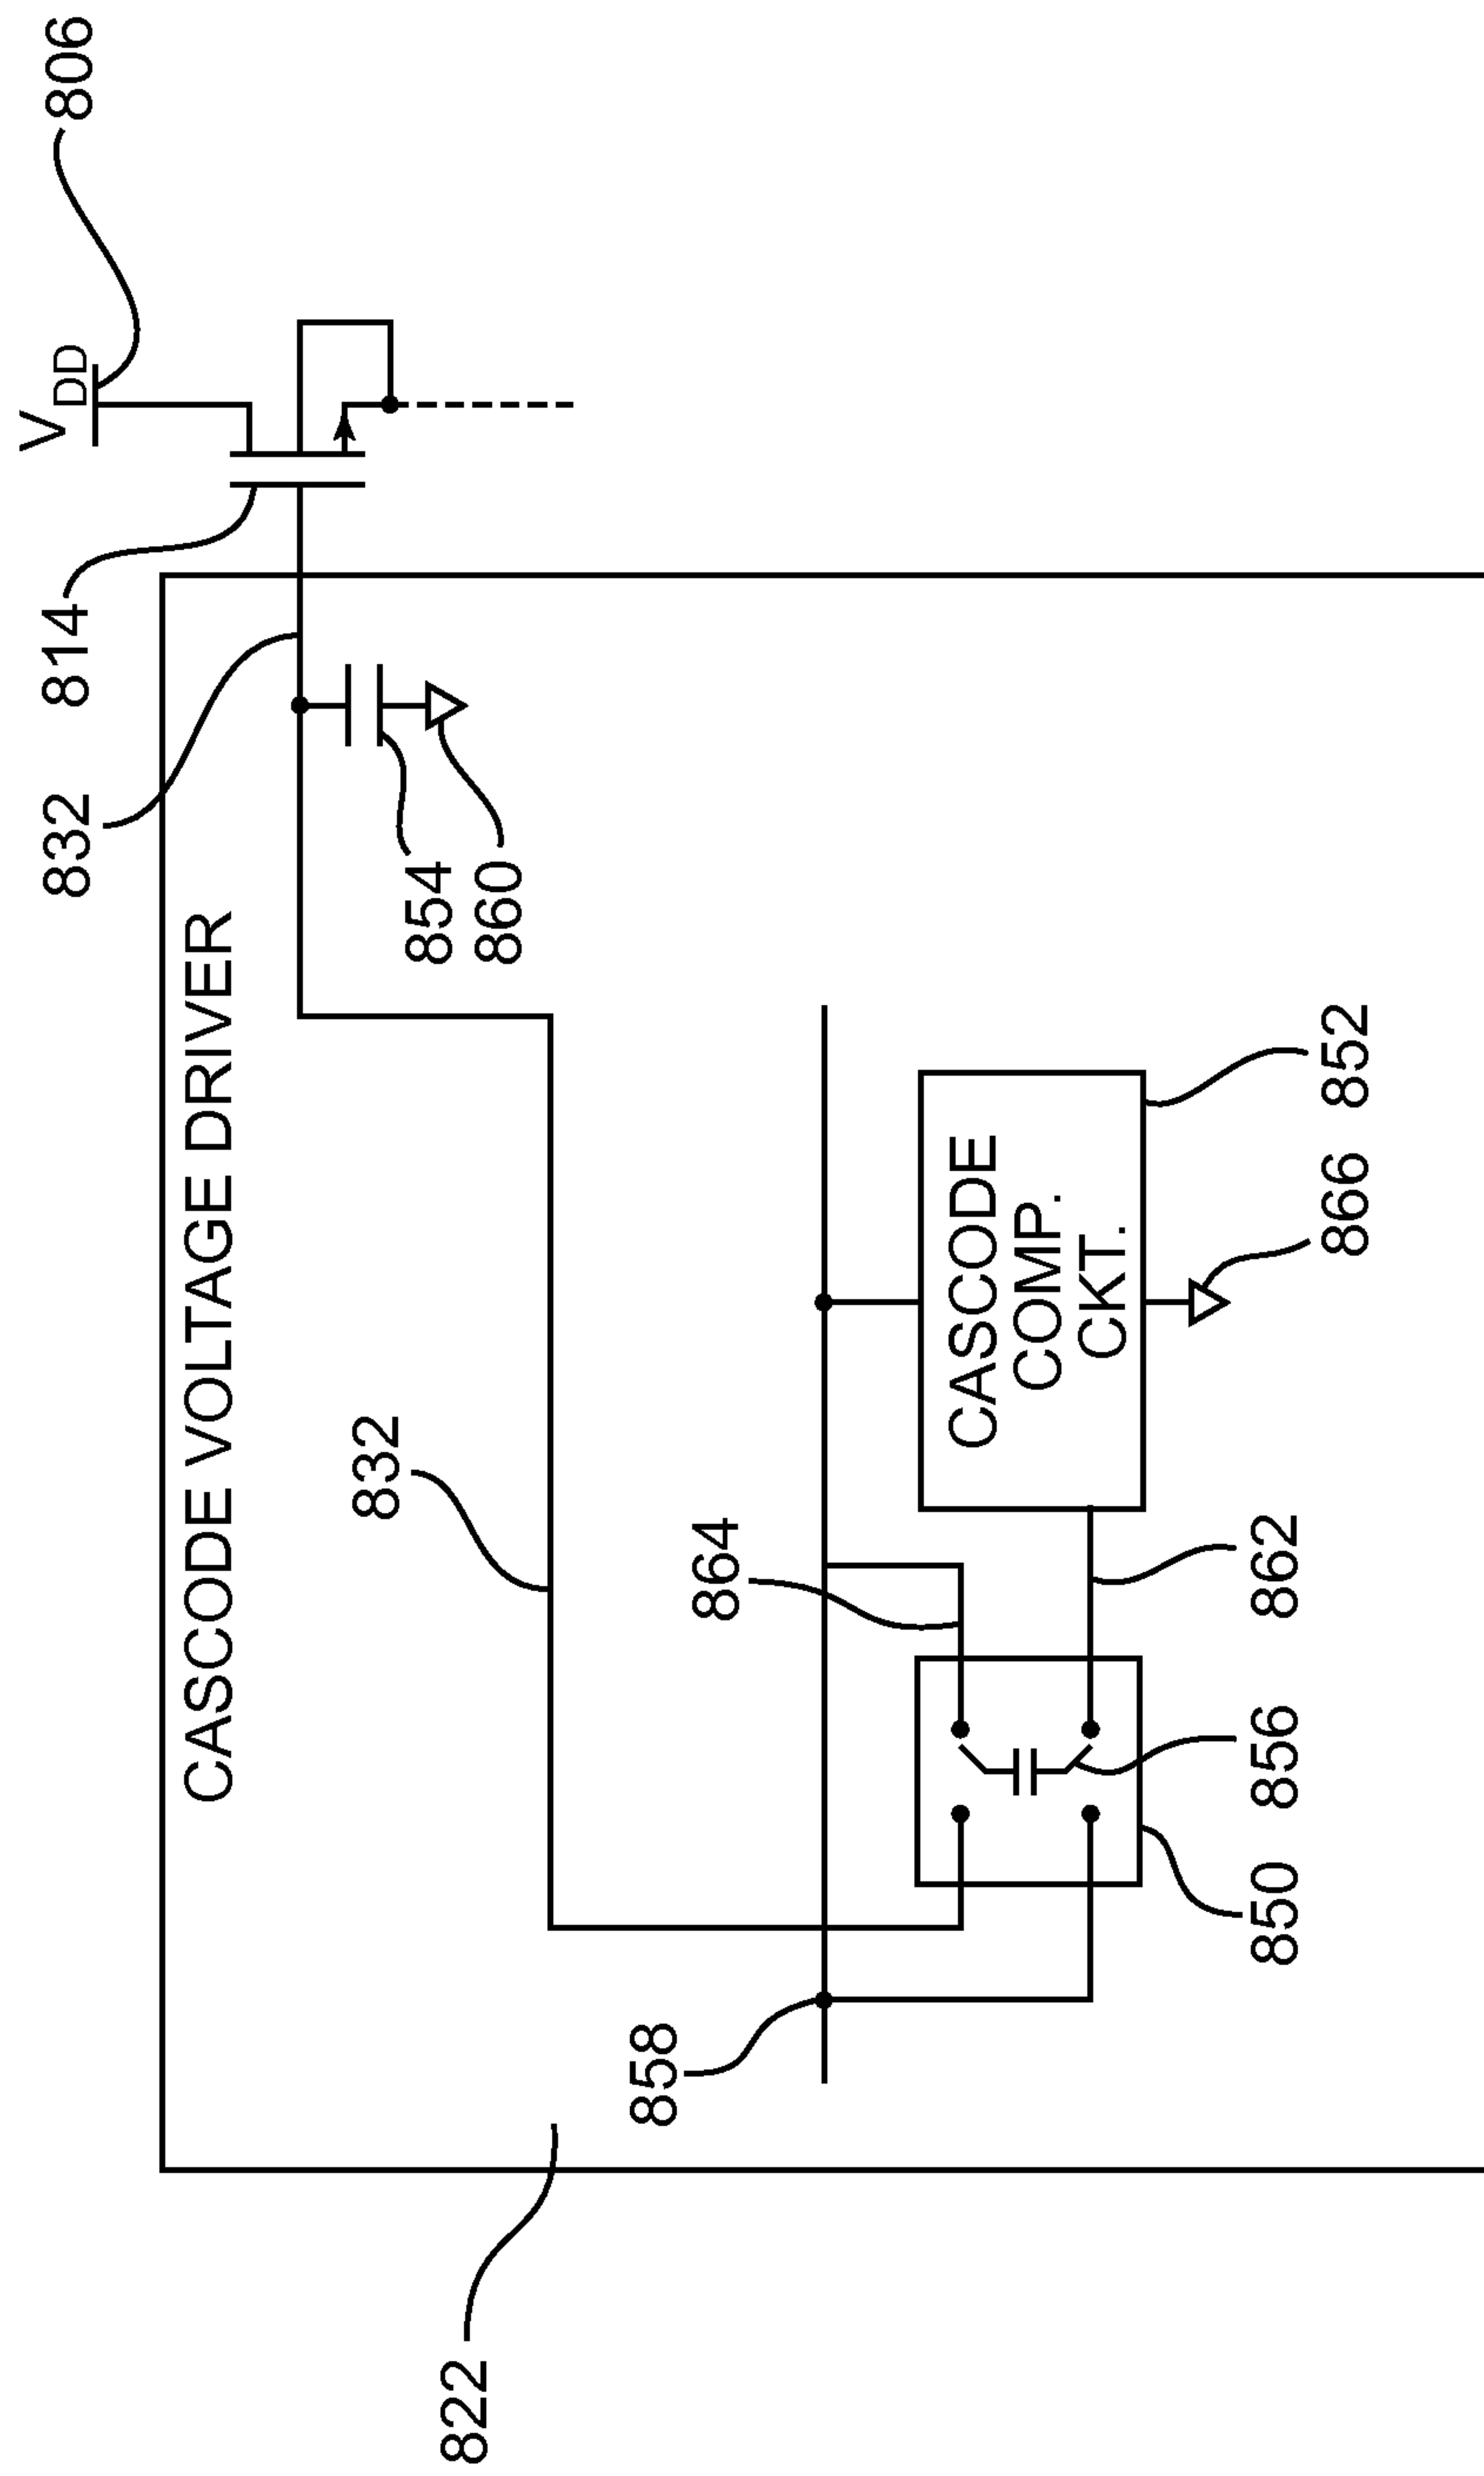 VDD
806
832
814
CASCODE VOLTAGE DRIVER
832
854
822
860
858
864
CASCODE
COMP.
CKT.
850
856
862
866
852